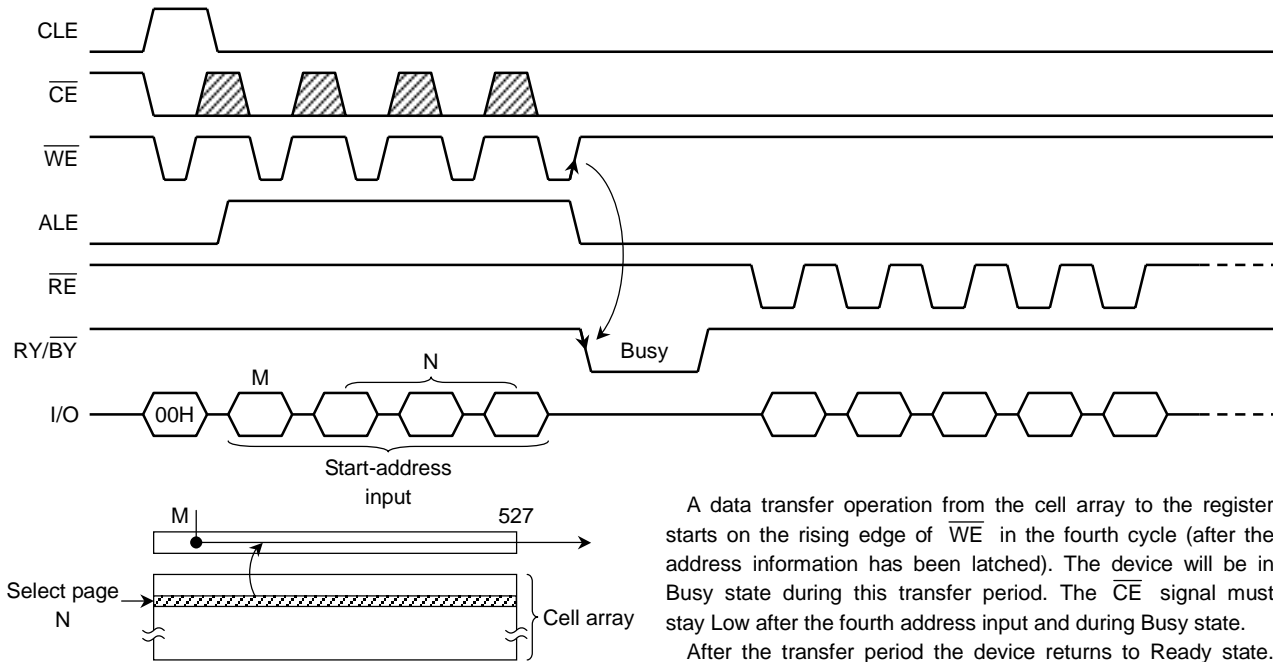 CLE
CE
WE
ALE
RE
RY/BY
Busy
M
N
I/O
00H
Start-address
input
M
527
Select page
N
Cell array
A data transfer operation from the cell array to the register
starts on the rising edge of WE in the fourth cycle (after the
address information has been latched). The device will be in
Busy state during this transfer period. The CE signal must
stay Low after the fourth address input and during Busy state.
After the transfer period the device returns to Ready state.